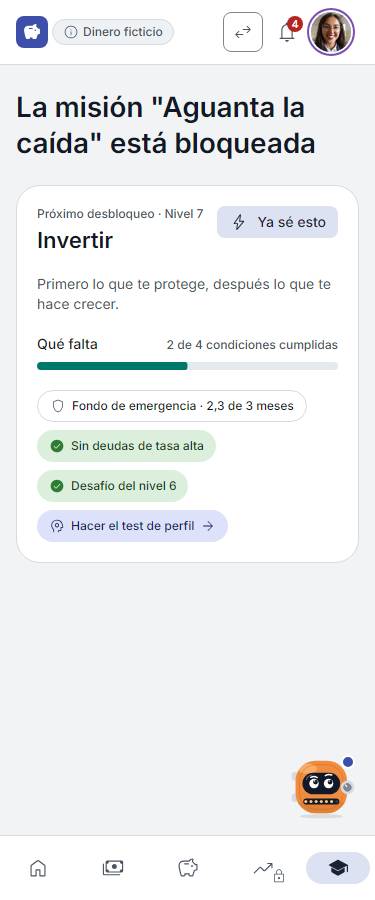 Dinero ficticio
4
La misión "Aguanta la
caída" está bloqueada
Próximo desbloqueo · Nivel 7
Ya sé esto
Invertir
Primero lo que te protege, después lo que te
hace crecer.
Qué falta
2 de 4 condiciones cumplidas
Fondo de emergencia · 2,3 de 3 meses
Sin deudas de tasa alta
Desafío del nivel 6
Hacer el test de perfil